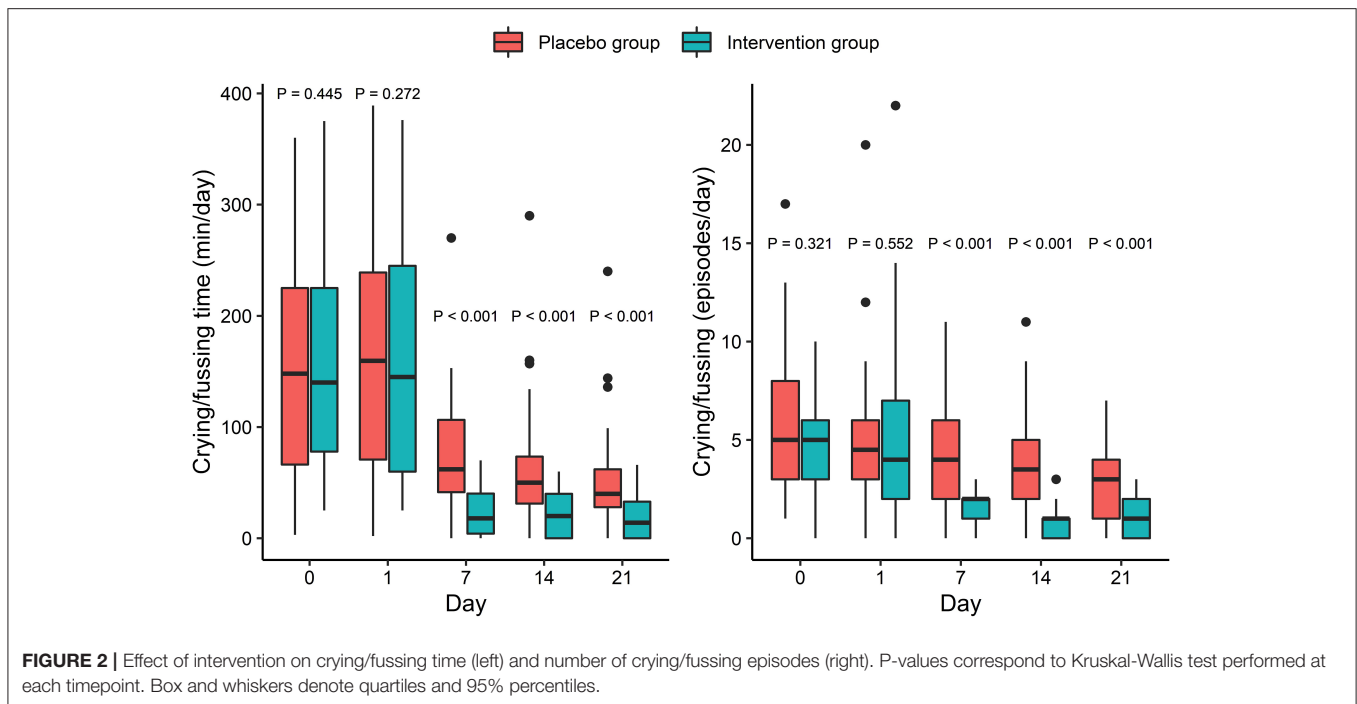 Placebo group Intervention group
Crying/fussing time (min/day)
400
300
200
100
0
P = 0.445 P = 0.272
P < 0.001 P < 0.001 P < 0.001
0 1 7 14 21
Day
Crying/fussing (episodes/day)
20
15
10
5
0
P = 0.321 P = 0.552 P < 0.001 P < 0.001 P < 0.001
0 1 7 14 21
Day
FIGURE 2 | Effect of intervention on crying/fussing time (left) and number of crying/fussing episodes (right). P-values correspond to Kruskal-Wallis test performed at
each timepoint. Box and whiskers denote quartiles and 95% percentiles.